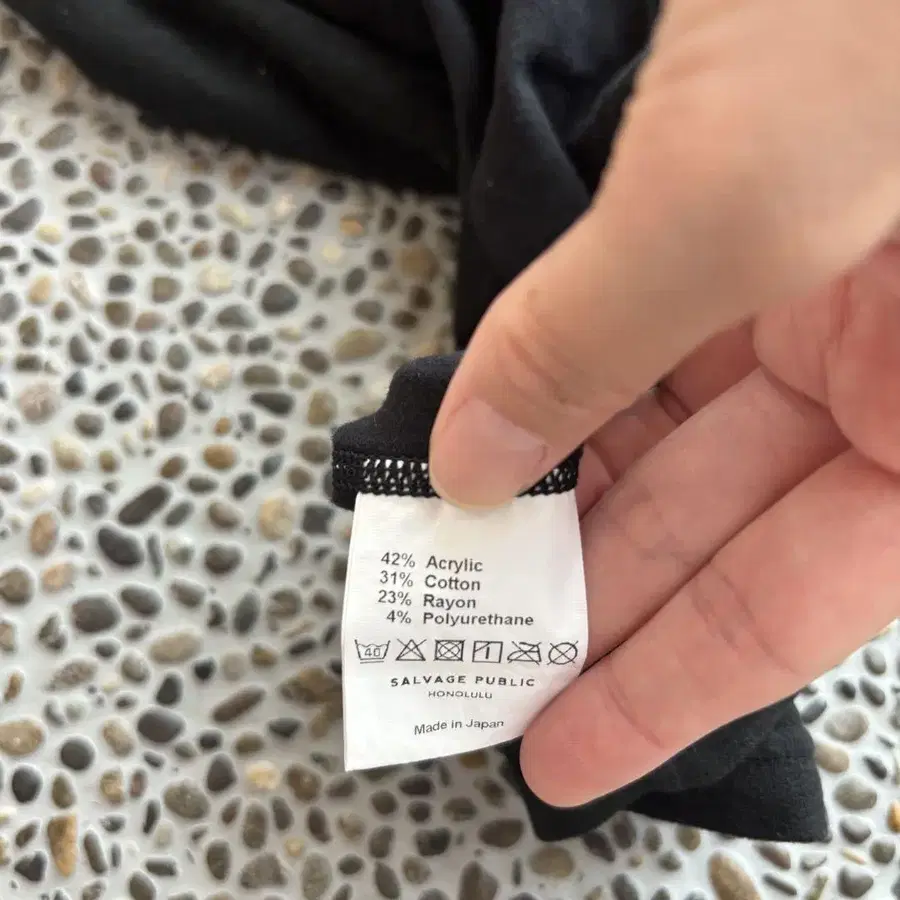 42% Acrylic
31% Cotton
23% Rayon
4% Polyurethane
40
SALVAGE PUBLIC
HONOLULU
Made in Japan